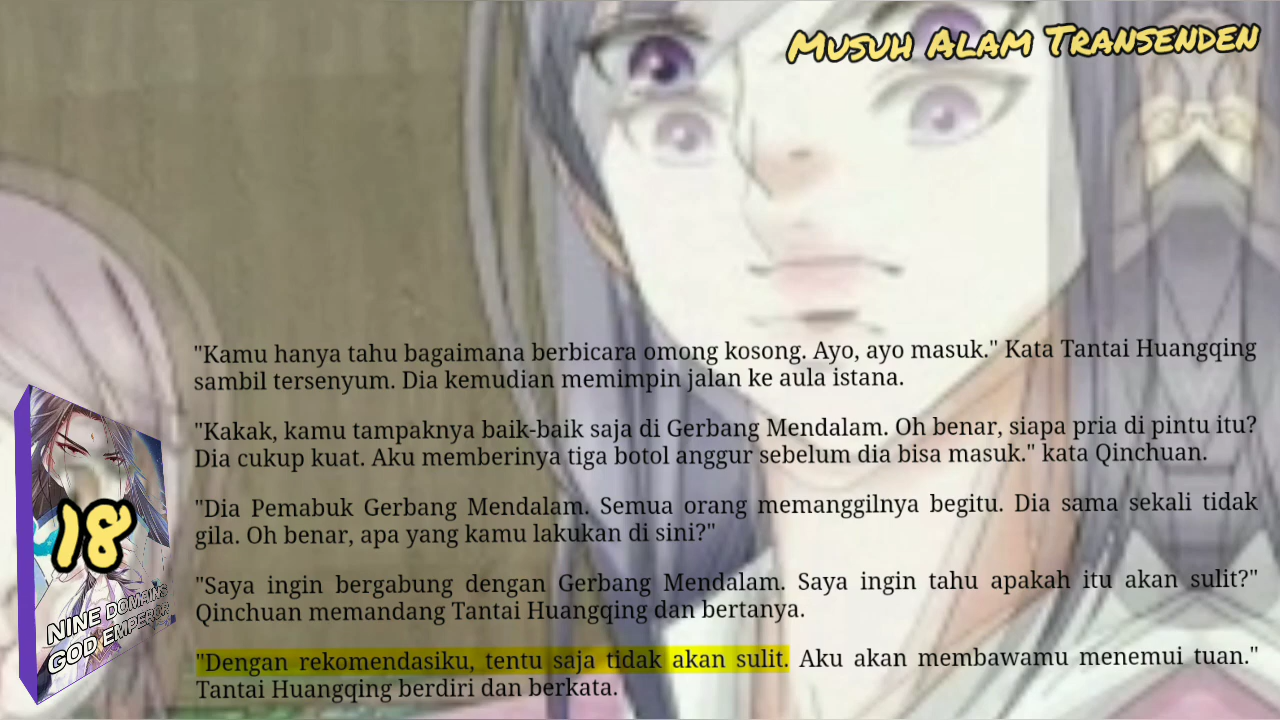 Musuh Alam Transenden
"Kamu hanya tahu bagaimana berbicara omong kosong. Ayo, ayo masuk." Kata Tantai Huangqing
sambil tersenyum. Dia kemudian memimpin jalan ke aula istana.
"Kakak, kamu tampaknya baik-baik saja di Gerbang Mendalam. Oh benar, siapa pria di pintu itu?
Dia cukup kuat. Aku memberinya tiga botol anggur sebelum dia bisa masuk." kata Qinchuan.
"Dia Pemabuk Gerbang Mendalam. Semua orang memanggilnya begitu. Dia sama sekali tidak
gila. Oh benar, apa yang kamu lakukan di sini?"
"Saya ingin bergabung dengan Gerbang Mendalam. Saya ingin tahu apakah itu akan sulit?"
Qinchuan memandang Tantai Huangqing dan bertanya.
"Dengan rekomendasiku, tentu saja tidak akan sulit. Aku akan membawamu menemui tuan."
Tantai Huangqing berdiri dan berkata.
18
NINE DOMAINS
GOD EMPEROR